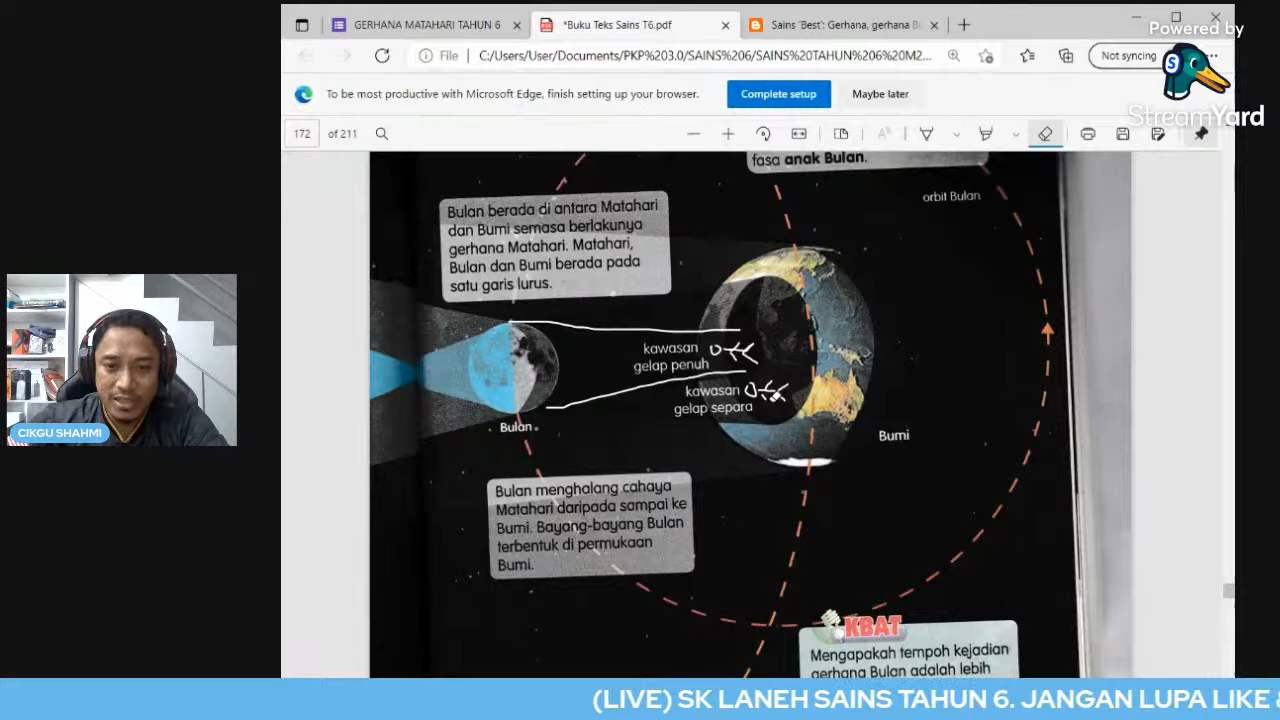 Powered by
StreamYard
GERHANA MATAHARI TAHUN 6
*Buku Teks Sains T6.pdf
Sains 'Best': Gerhana, gerhana B
File
C:/Users/User/Documents/PKP%203.0/SAINS%206/SAINS%20TAHUN%206%20M2...
Not syncing
To be most productive with Microsoft Edge, finish setting up your browser.
Complete setup
Maybe later
172 of 211
fasa anak Bulan.
orbit Bulan
Bulan berada di antara Matahari
dan Bumi semasa berlakunya
gerhana Matahari. Matahari,
Bulan dan Bumi berada pada
satu garis lurus.
kawasan
gelap penuh
kawasan
gelap separa
Bulan
Bumi
Bulan menghalang cahaya
Matahari daripada sampai ke
Bumi. Bayang-bayang Bulan
terbentuk di permukaan
Bumi.
KBAT
Mengapakah tempoh kejadian
gerhana Bulan adalah lebih
CIKGU SHAHMI
(LIVE) SK LANEH SAINS TAHUN 6. JANGAN LUPA LIKE